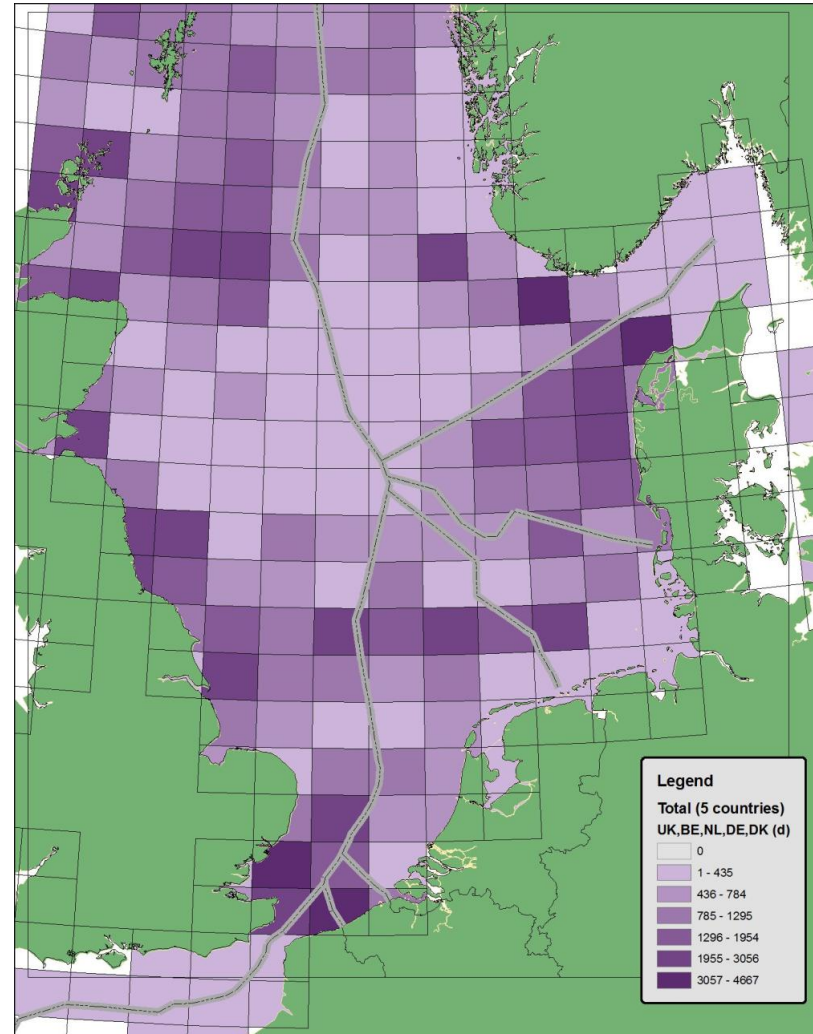 Legend
Total (5 countries)
UK,BE,NL,DE,DK (d)
0
1 - 435
436 - 784
785 - 1295
1296 - 1954
1955 - 3056
3057 - 4667